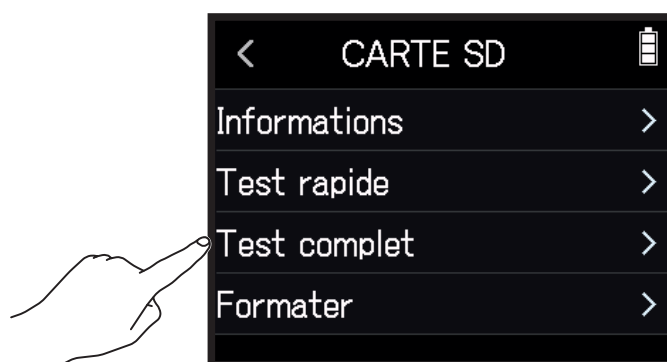 CARTE SD
Informations
Test rapide
Test complet
Formater